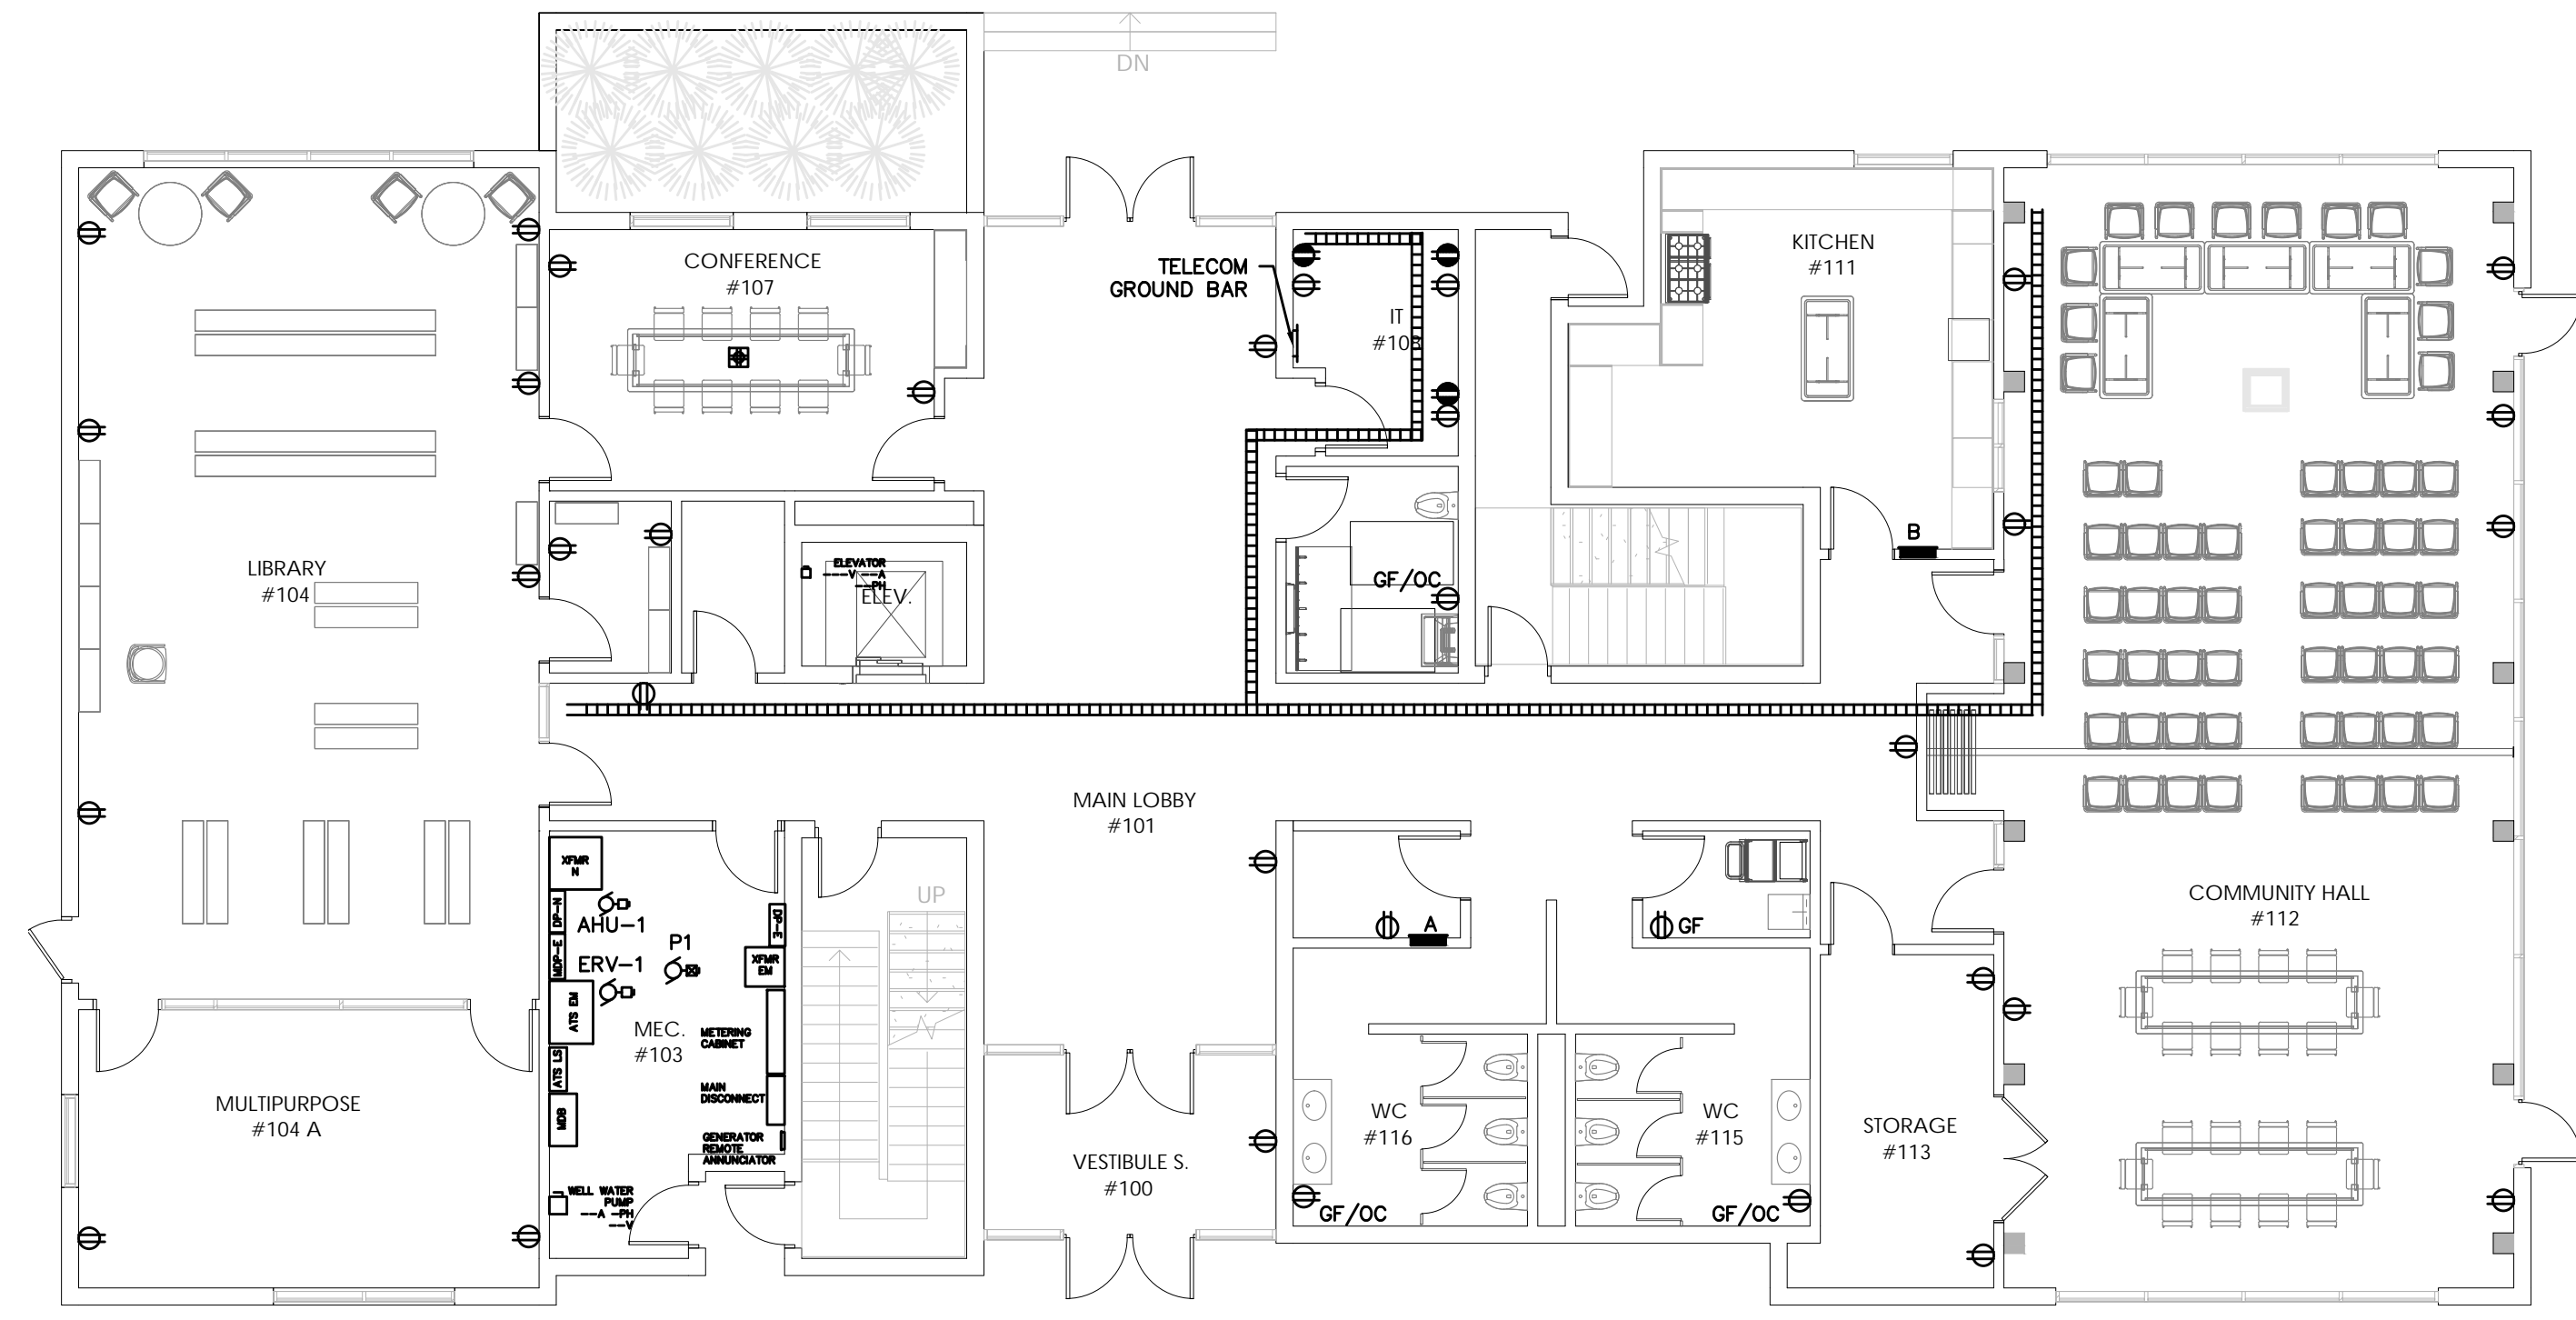 DN
CONFERENCE
#107
TELECOM
GROUND BAR
IT
#108
KITCHEN
#111
LIBRARY
#104
ELEVATOR
----V --A
---PH
ELEV.
GF/OC
B
MAIN LOBBY
#101
XFMR
N
DP-N
AHU-1
MDP-E
ERV-1
P1
DP-E
XFMR
EM
ATS EM
MEC.
#103
METERING
CABINET
ATS LS
MAIN
DISCONNECT
MDB
GENERATOR
REMOTE
ANNUNCIATOR
WELL WATER
PUMP
--A -PH
--V
UP
A
GF
COMMUNITY HALL
#112
MULTIPURPOSE
#104 A
VESTIBULE S.
#100
WC
#116
WC
#115
STORAGE
#113
GF/OC
GF/OC